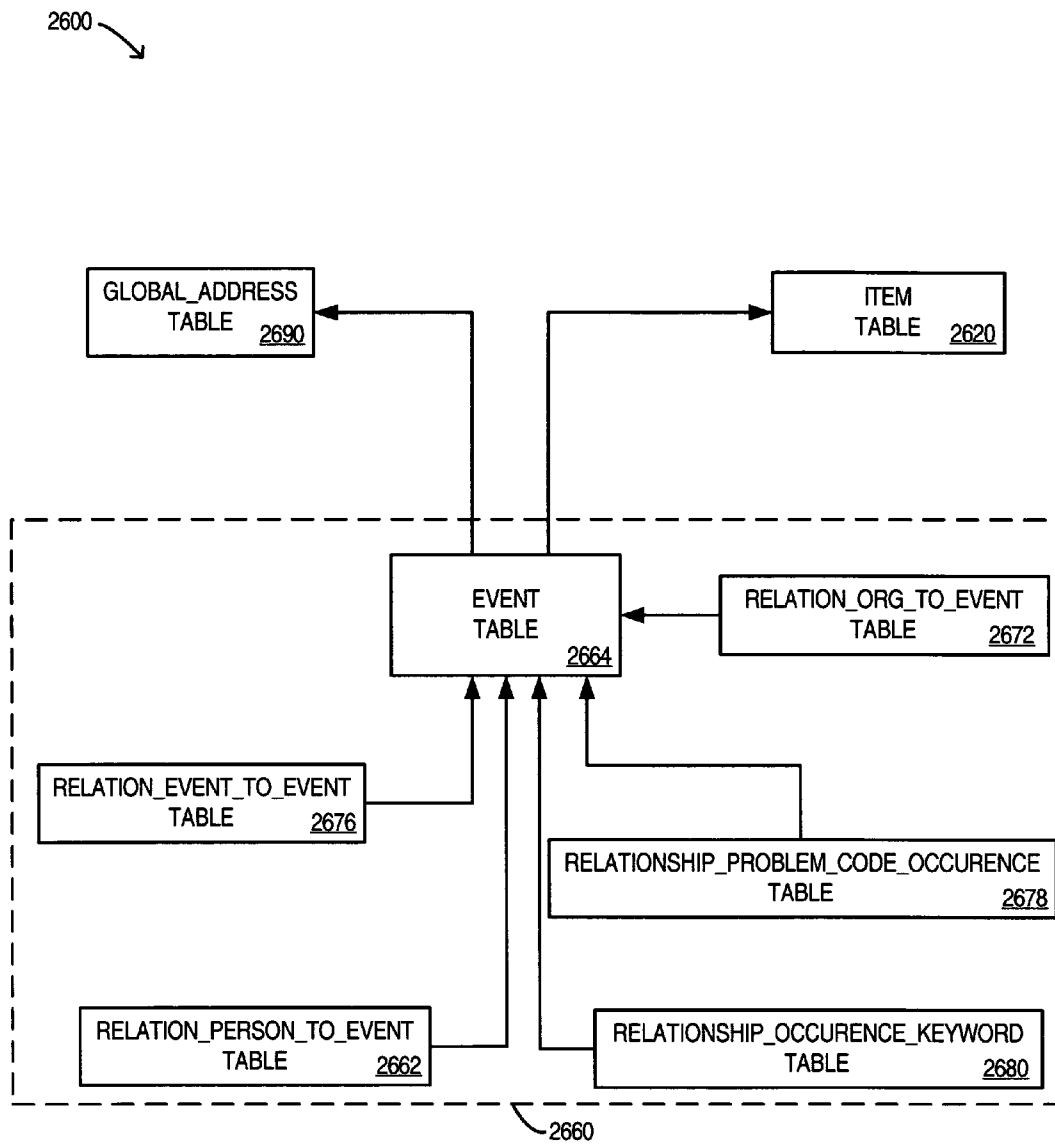 2600
GLOBAL_ADDRESS
TABLE
2690
ITEM
TABLE
2620
EVENT
TABLE
2664
RELATION_ORG_TO_EVENT
TABLE
2672
RELATION_EVENT_TO_EVENT
TABLE
2676
RELATIONSHIP_PROBLEM_CODE_OCCURENCE
TABLE
2678
RELATION_PERSON_TO_EVENT
TABLE
2662
RELATIONSHIP_OCCURENCE_KEYWORD
TABLE
2680
2660